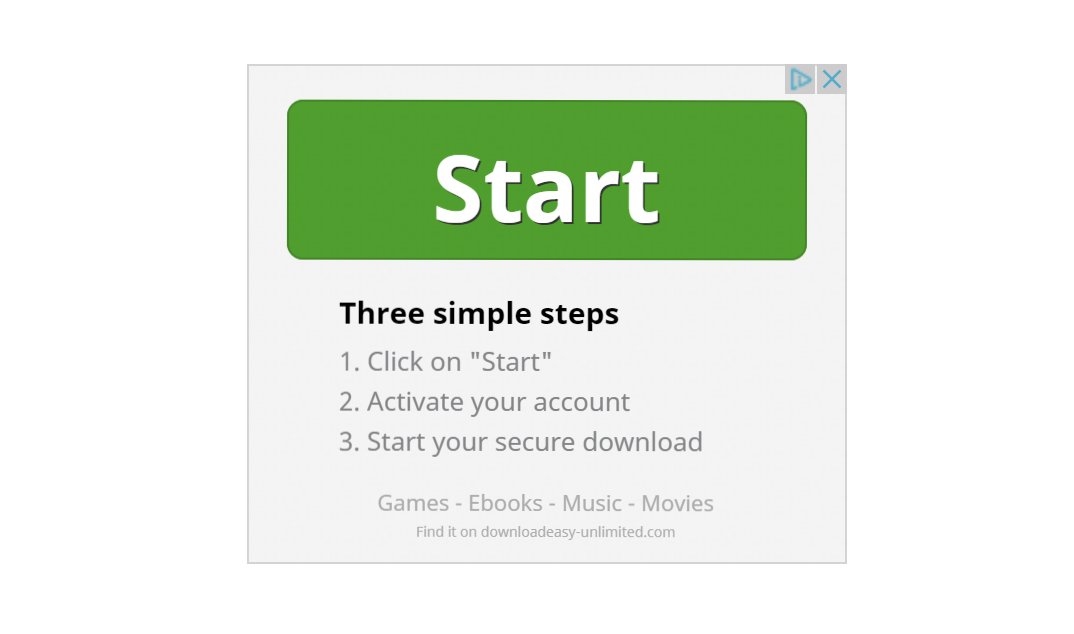 Start
Three simple steps
1. Click on "Start"
2. Activate your account
3. Start your secure download
Games - Ebooks - Music - Movies
Find it on downloadeasy-unlimited.com